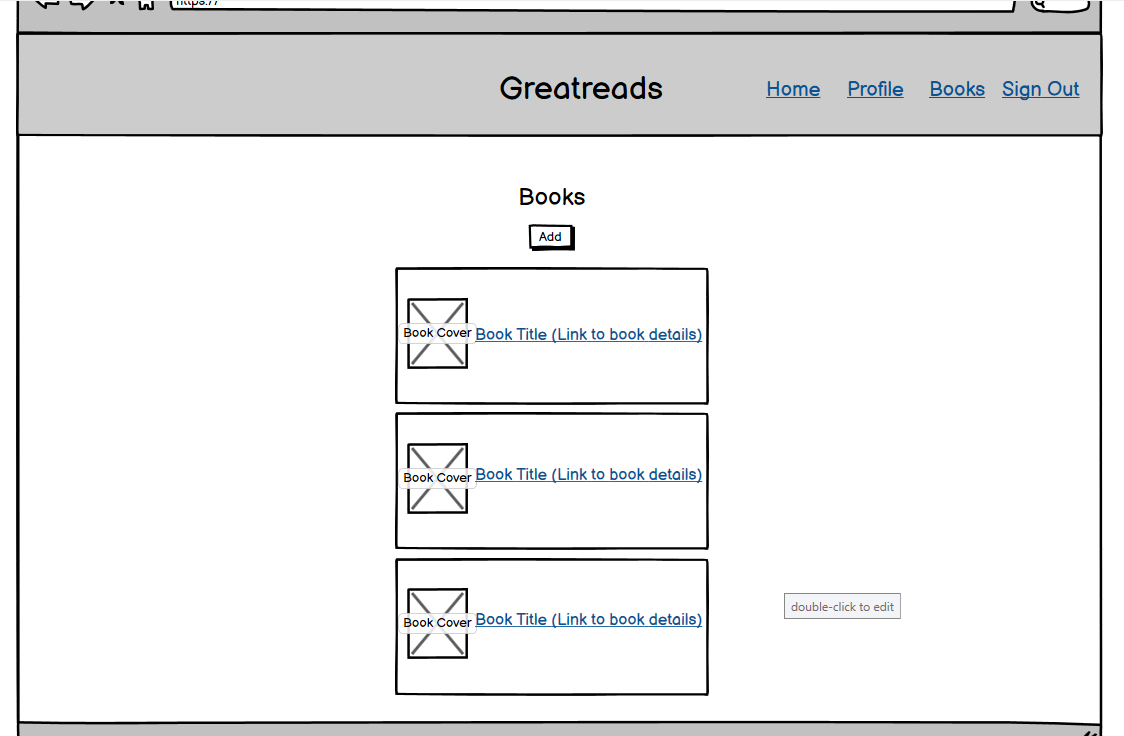 https://
Greatreads
Home Profile Books Sign Out
Books
Add
Book Cover Book Title (Link to book details)
Book Cover Book Title (Link to book details)
Book Cover Book Title (Link to book details)
double-click to edit